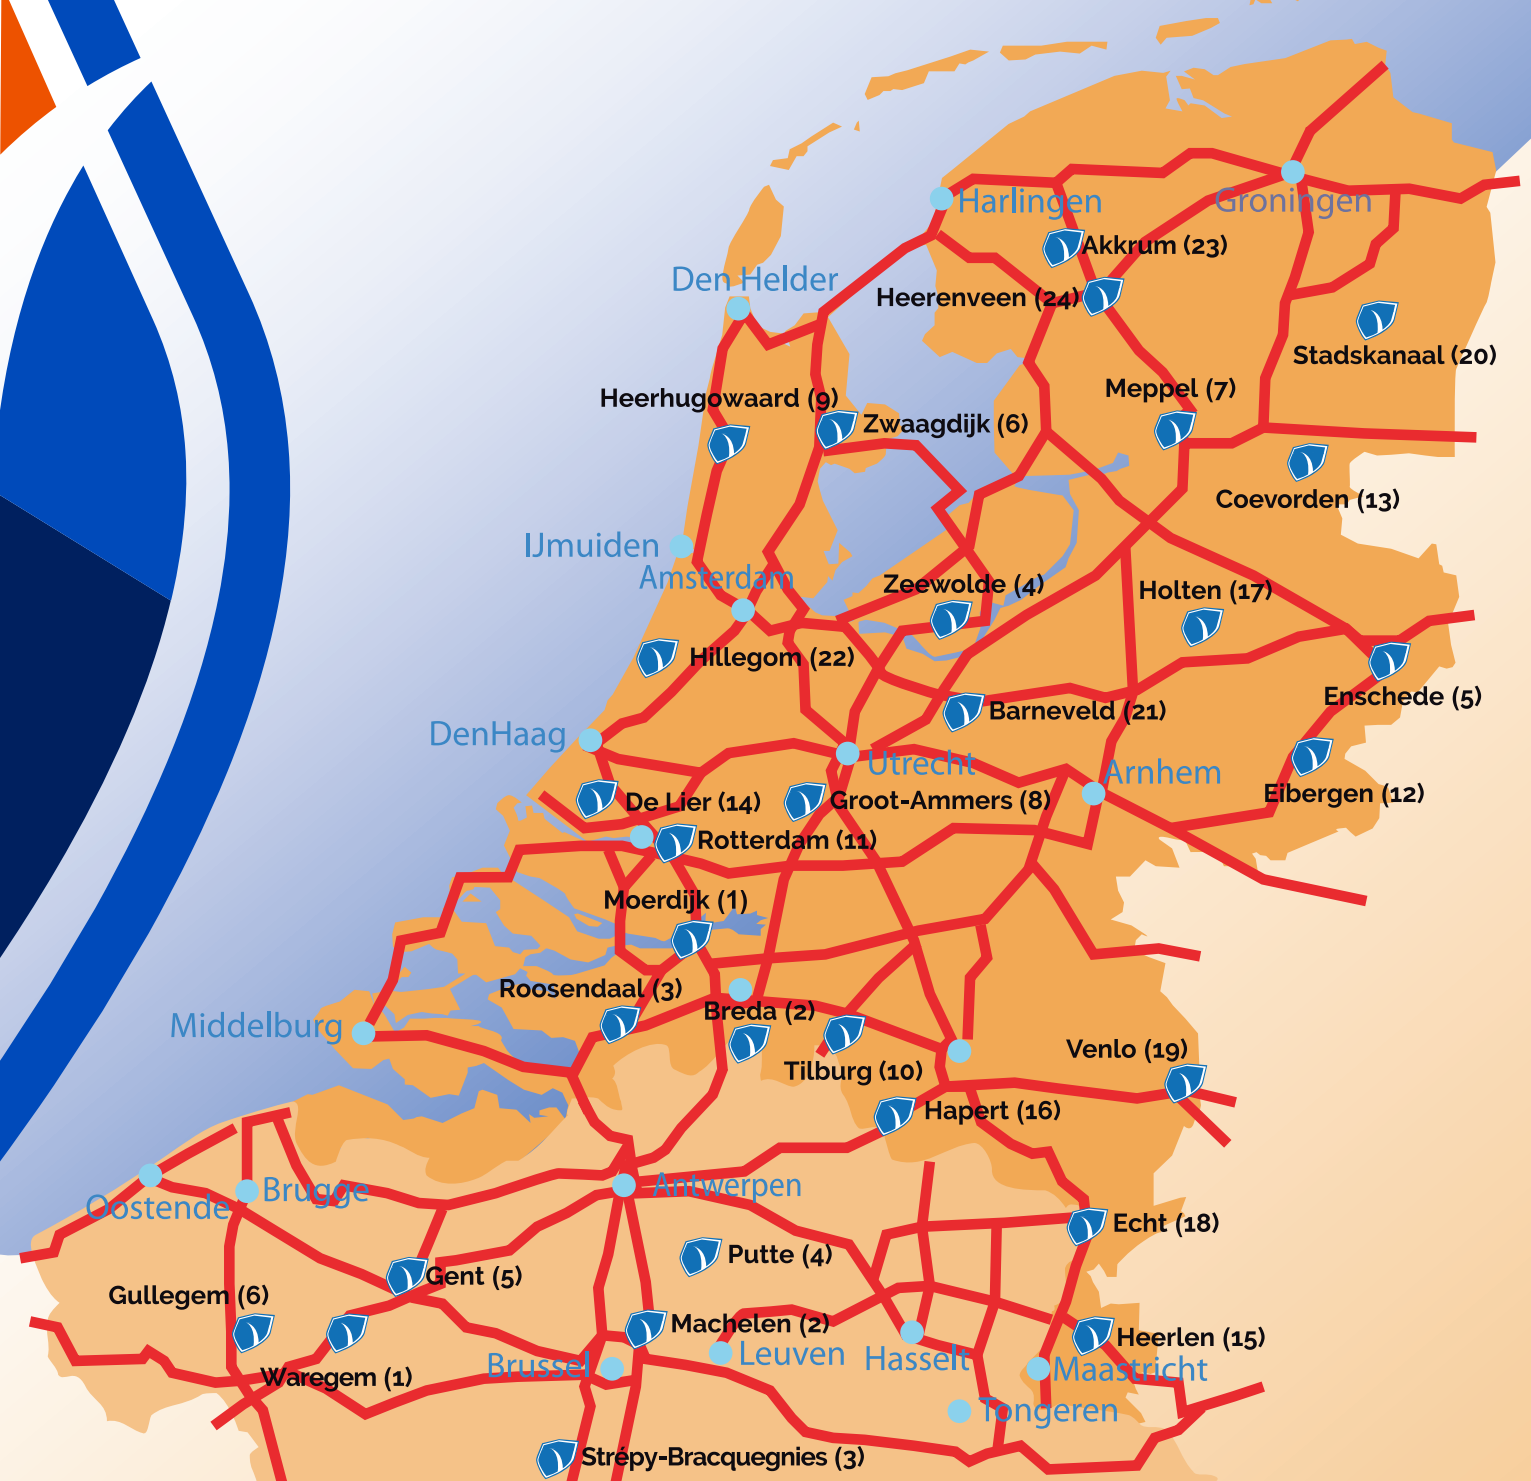 Harlingen
Groningen
Akkrum (23)
Den Helder
Heerenveen (24)
Stadskanaal (20)
Meppel (7)
Heerhugowaard (9)
Zwaagdijk (6)
Coevorden (13)
IJmuiden
Amsterdam
Zeewolde (4)
Holten (17)
Hillegom (22)
Enschede (5)
Barneveld (21)
DenHaag
Utrecht
Arnhem
Eibergen (12)
De Lier (14)
Groot-Ammers (8)
Rotterdam (11)
Moerdijk (1)
Roosendaal (3)
Breda (2)
Middelburg
Venlo (19)
Tilburg (10)
Hapert (16)
Antwerpen
Brugge
Oostende
Echt (18)
Putte (4)
Gent (5)
Gullegem (6)
Machelen (2)
Heerlen (15)
Leuven
Hasselt
Brussel
Maastricht
Waregem (1)
Tongeren
Strépy-Bracquegnies (3)